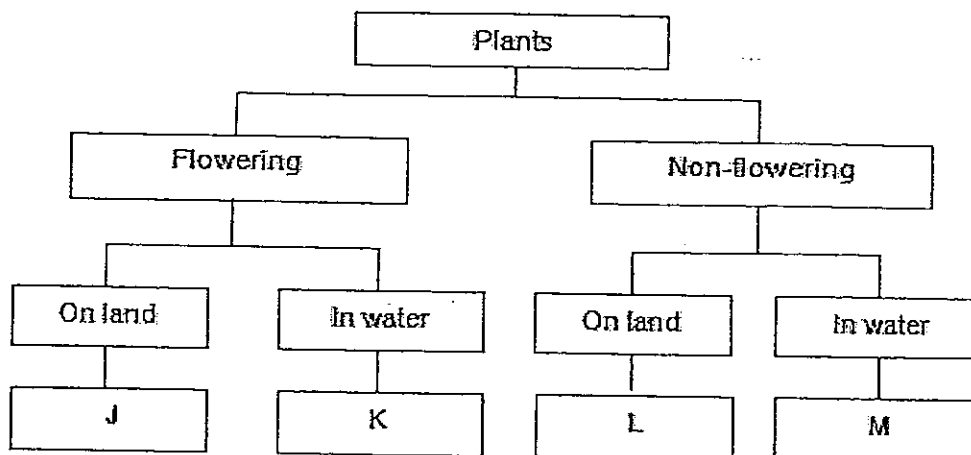 Plants
Flowering
Non-flowering
On land
In water
On land
In water
J
K
L
M